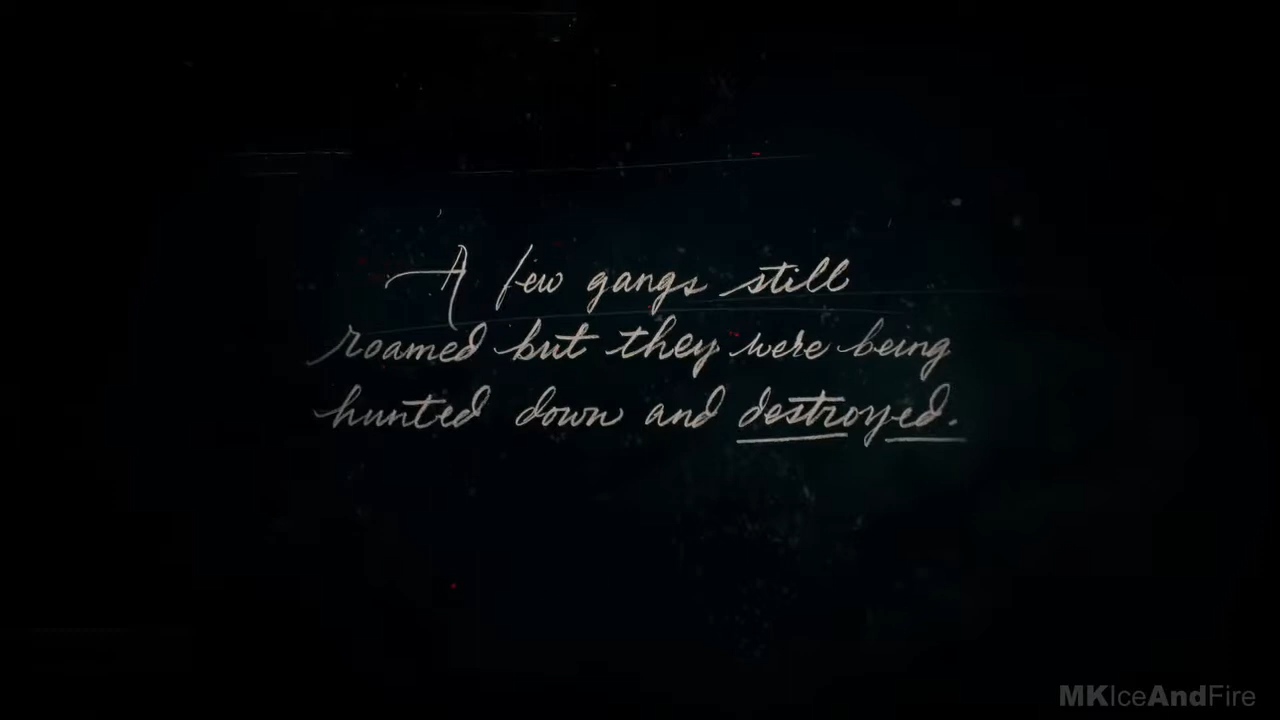 A few gangs still
roamed but they were being
hunted down and destroyed.
MKIceAndFire